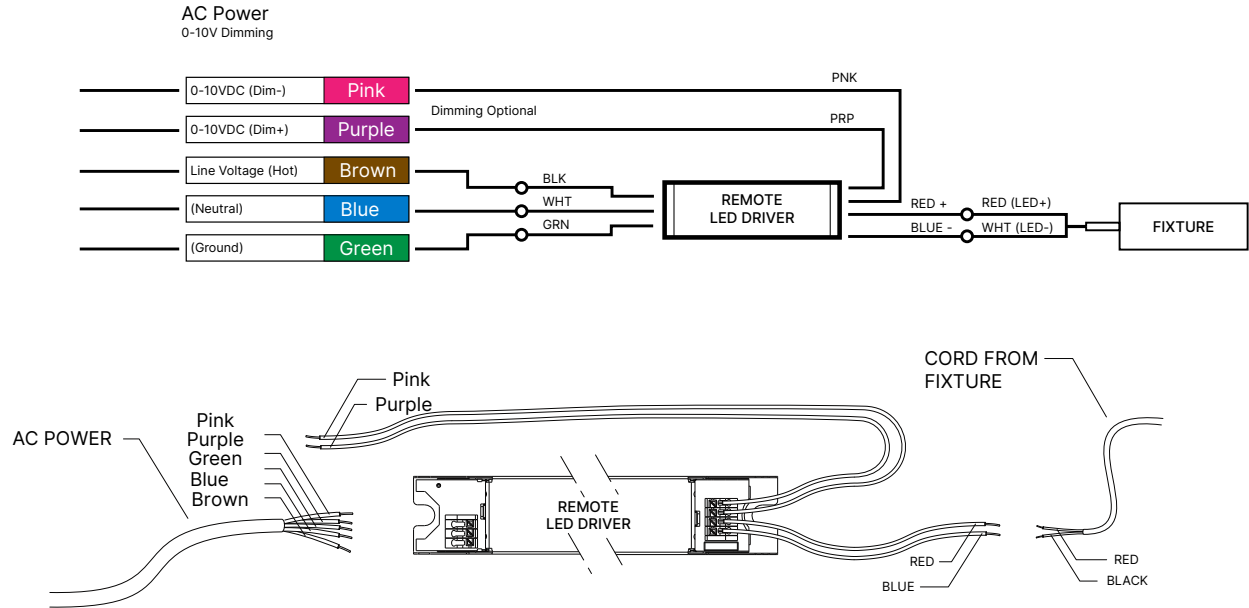 AC Power
0-10V Dimming
0-10VDC (Dim-) Pink PNK
Dimming Optional
0-10VDC (Dim+) Purple PRP
Line Voltage (Hot) Brown BLK
(Neutral) Blue WHT
(Ground) Green GRN
REMOTE
LED DRIVER
RED + RED (LED+)
BLUE - WHT (LED-)
FIXTURE
Pink
Purple
CORD FROM
FIXTURE
AC POWER
Pink
Purple
Green
Blue
Brown
REMOTE
LED DRIVER
RED
BLUE
RED
BLACK